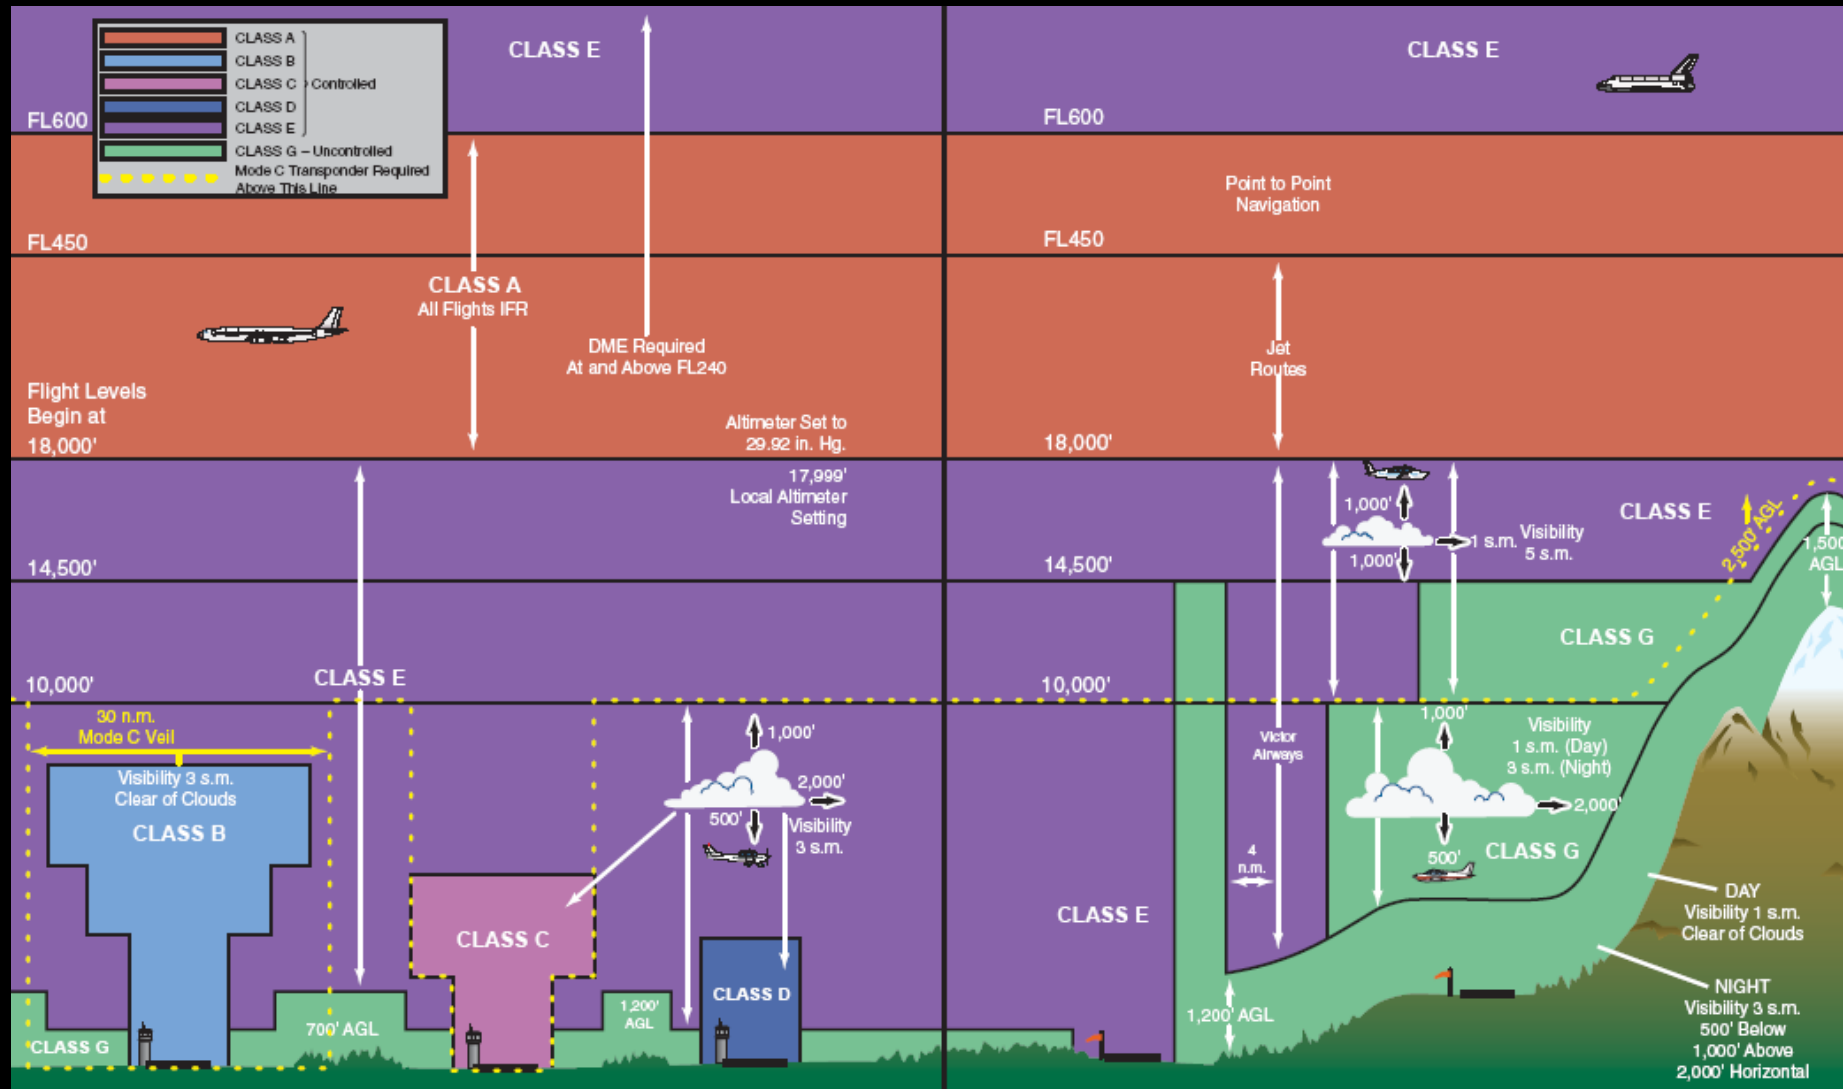 CLASS A
CLASS B
CLASS C
Controlled
CLASS D
CLASS E
CLASS G – Uncontrolled
Mode C Transponder Required
Above This Line
CLASS E
FL600
FL450
CLASS A
All Flights IFR
DME Required
At and Above FL240
Flight Levels
Begin at
18,000'
Altimeter Set to
29.92 in. Hg.
17,999'
Local Altimeter
Setting
14,500'
CLASS E
10,000'
30 n.m.
Mode C Veil
Visibility 3 s.m.
Clear of Clouds
CLASS B
1,000'
2,000'
500'
Visibility
3 s.m.
CLASS C
CLASS D
CLASS G
700' AGL
1,200'
AGL
CLASS E
FL600
Point to Point
Navigation
FL450
Jet
Routes
18,000'
1,000'
1 s.m.
Visibility
5 s.m.
1,000'
CLASS E
2,500' AGL
1,500'
AGL
14,500'
CLASS G
10,000'
Victor
Airways
1,000'
Visibility
1 s.m. (Day)
3 s.m. (Night)
2,000'
500'
CLASS G
4
n.m.
CLASS E
1,200' AGL
DAY
Visibility 1 s.m.
Clear of Clouds
NIGHT
Visibility 3 s.m.
500' Below
1,000' Above
2,000' Horizontal